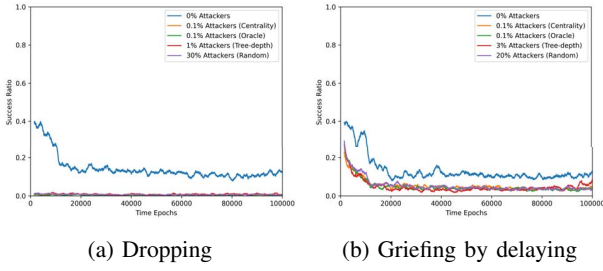 1.0
0.8
0.6
0.4
0.2
0.0
Success Ratio
0% Attackers
0.1% Attackers (Centrality)
0.1% Attackers (Oracle)
1% Attackers (Tree-depth)
30% Attackers (Random)
0 20000 40000 60000 80000 100000
Time Epochs
(a) Dropping
1.0
0.8
0.6
0.4
0.2
0.0
Success Ratio
0% Attackers
0.1% Attackers (Centrality)
0.1% Attackers (Oracle)
3% Attackers (Tree-depth)
20% Attackers (Random)
0 20000 40000 60000 80000 100000
Time Epochs
(b) Griefing by delaying